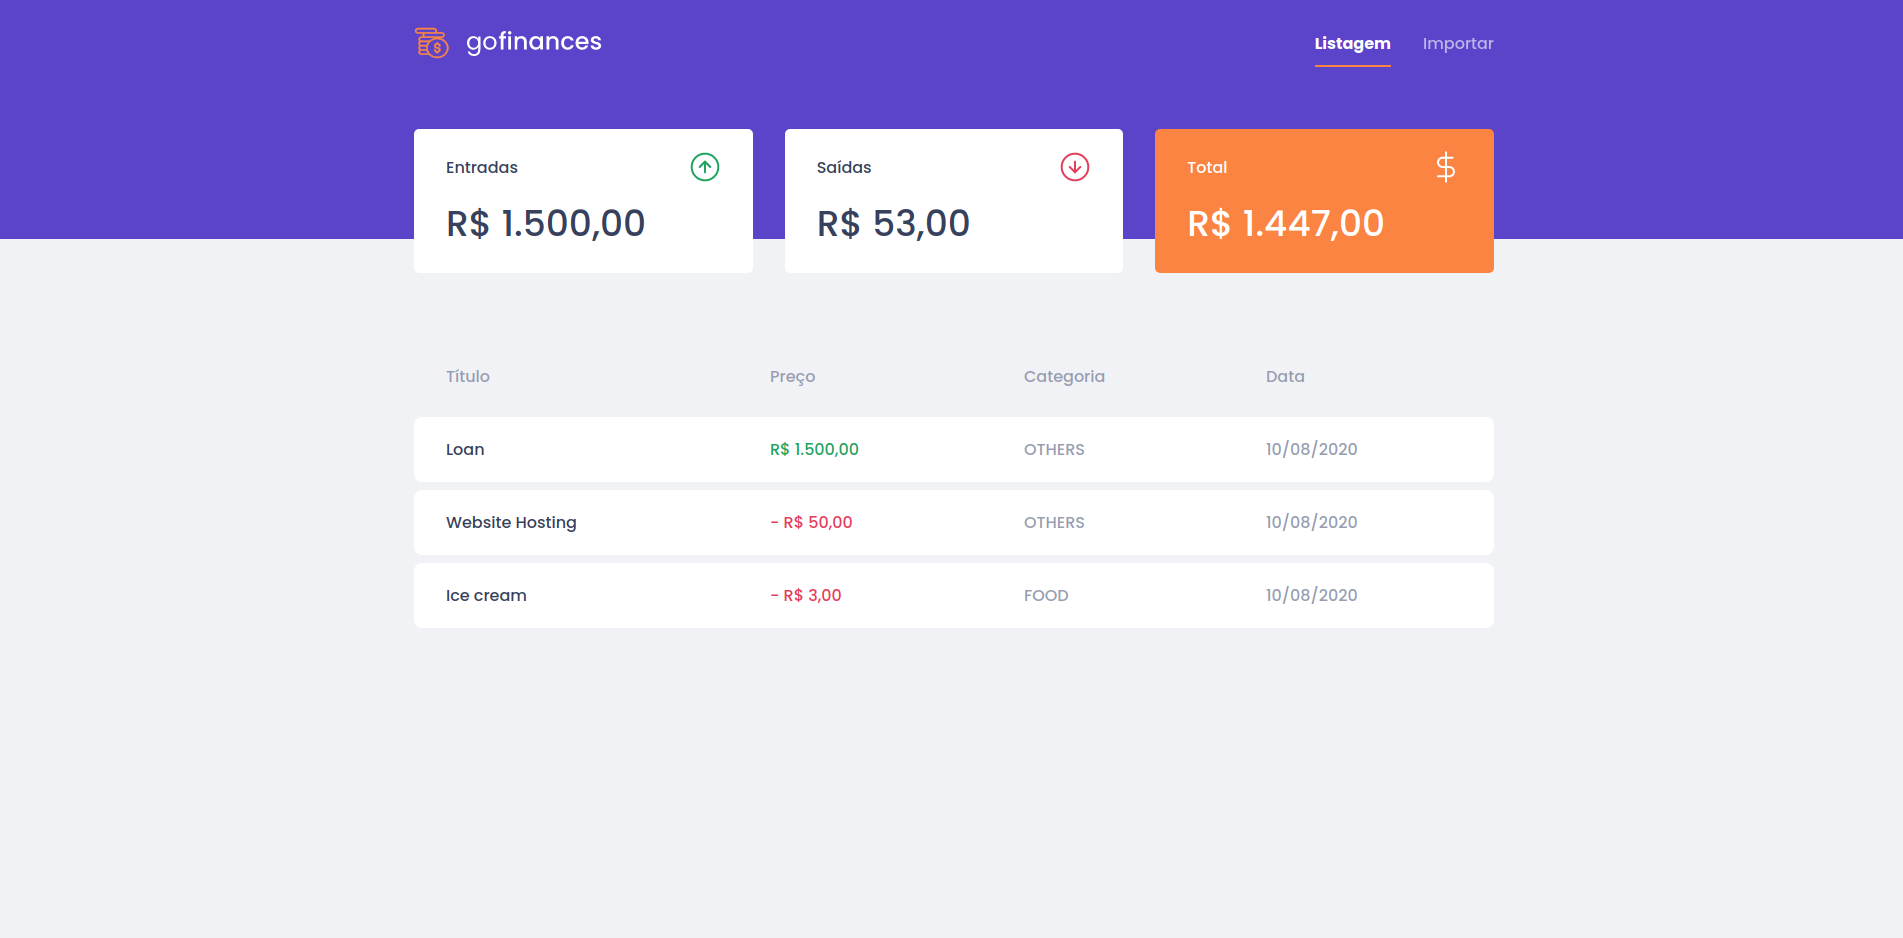 gofinances Listagem Importar
Entradas Saídas Total
R$ 1.500,00 R$ 53,00 R$ 1.447,00
Título Preço Categoria Data
Loan R$ 1.500,00 OTHERS 10/08/2020
Website Hosting - R$ 50,00 OTHERS 10/08/2020
Ice cream - R$ 3,00 FOOD 10/08/2020